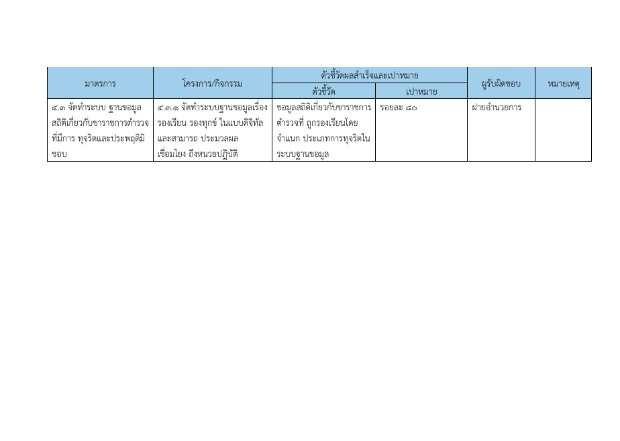 มาตรการ
โครงการ/กิจกรรม
ตัวชี้วัดผลสำเร็จและเป้าหมาย
ตัวชี้วัด
เป้าหมาย
ผู้รับผิดชอบ
หมายเหตุ
๔.๓ จัดทำระบบ ฐานข้อมูล
สถิติเกี่ยวกับข้าราชการตำรวจ
ที่มีการ ทุจริตและประพฤติมิ
ชอบ
๔.๓.๑ จัดทำระบบฐานข้อมูลเรื่อง
ร้องเรียน ร้องทุกข์ ในแบบดิจิทัล
และสามารถ ประมวลผล
เชื่อมโยง ถึงหน่วยปฏิบัติ
ข้อมูลสถิติเกี่ยวกับข้าราชการ
ตำรวจที่ ถูกร้องเรียนโดย
จำแนก ประเภทการทุจริตใน
ระบบฐานข้อมูล
ร้อยละ ๘๐
ฝ่ายอำนวยการ